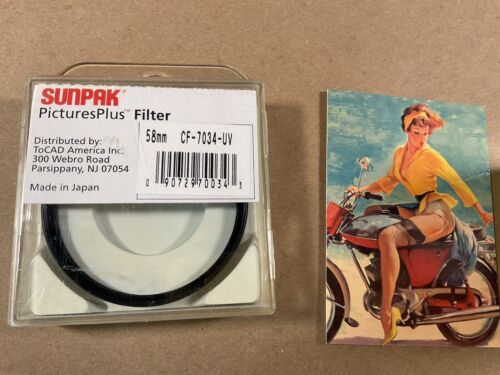 SUNPAK
PicturesPlus™ Filter
58mm CF-7034-UV
Distributed by:
ToCAD America Inc.
300 Webro Road
Parsippany, NJ 07054
0 90729 70034 3
Made in Japan